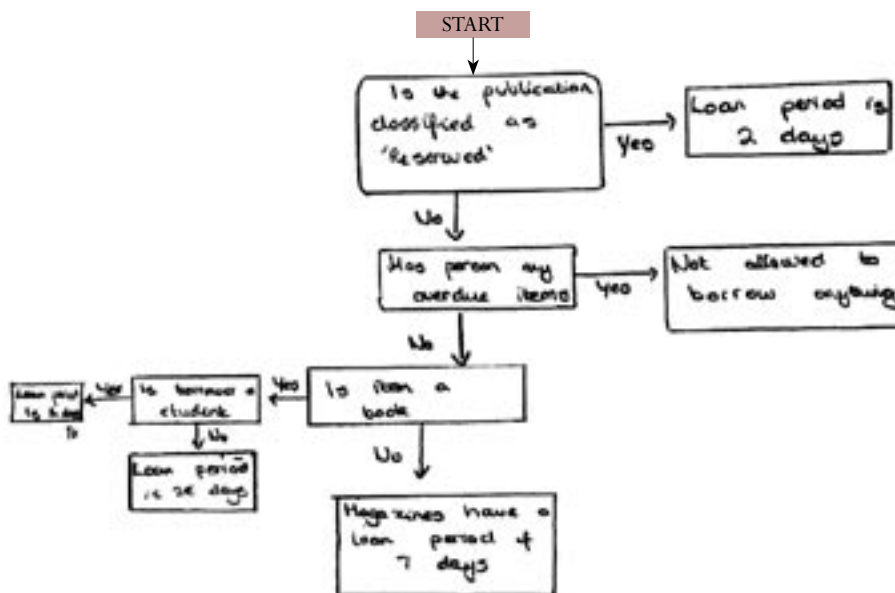 START
Is the publication
classified as
'Reserved'
Yes
Loan period is
2 days
No
Has person any
overdue items
Yes
Not allowed to
borrow anything
No
Is item a
book
Yes
Is borrower a
student
Yes
Loan
is
No
Loan period
is days
No
Magazines have a
loan period of
7 days